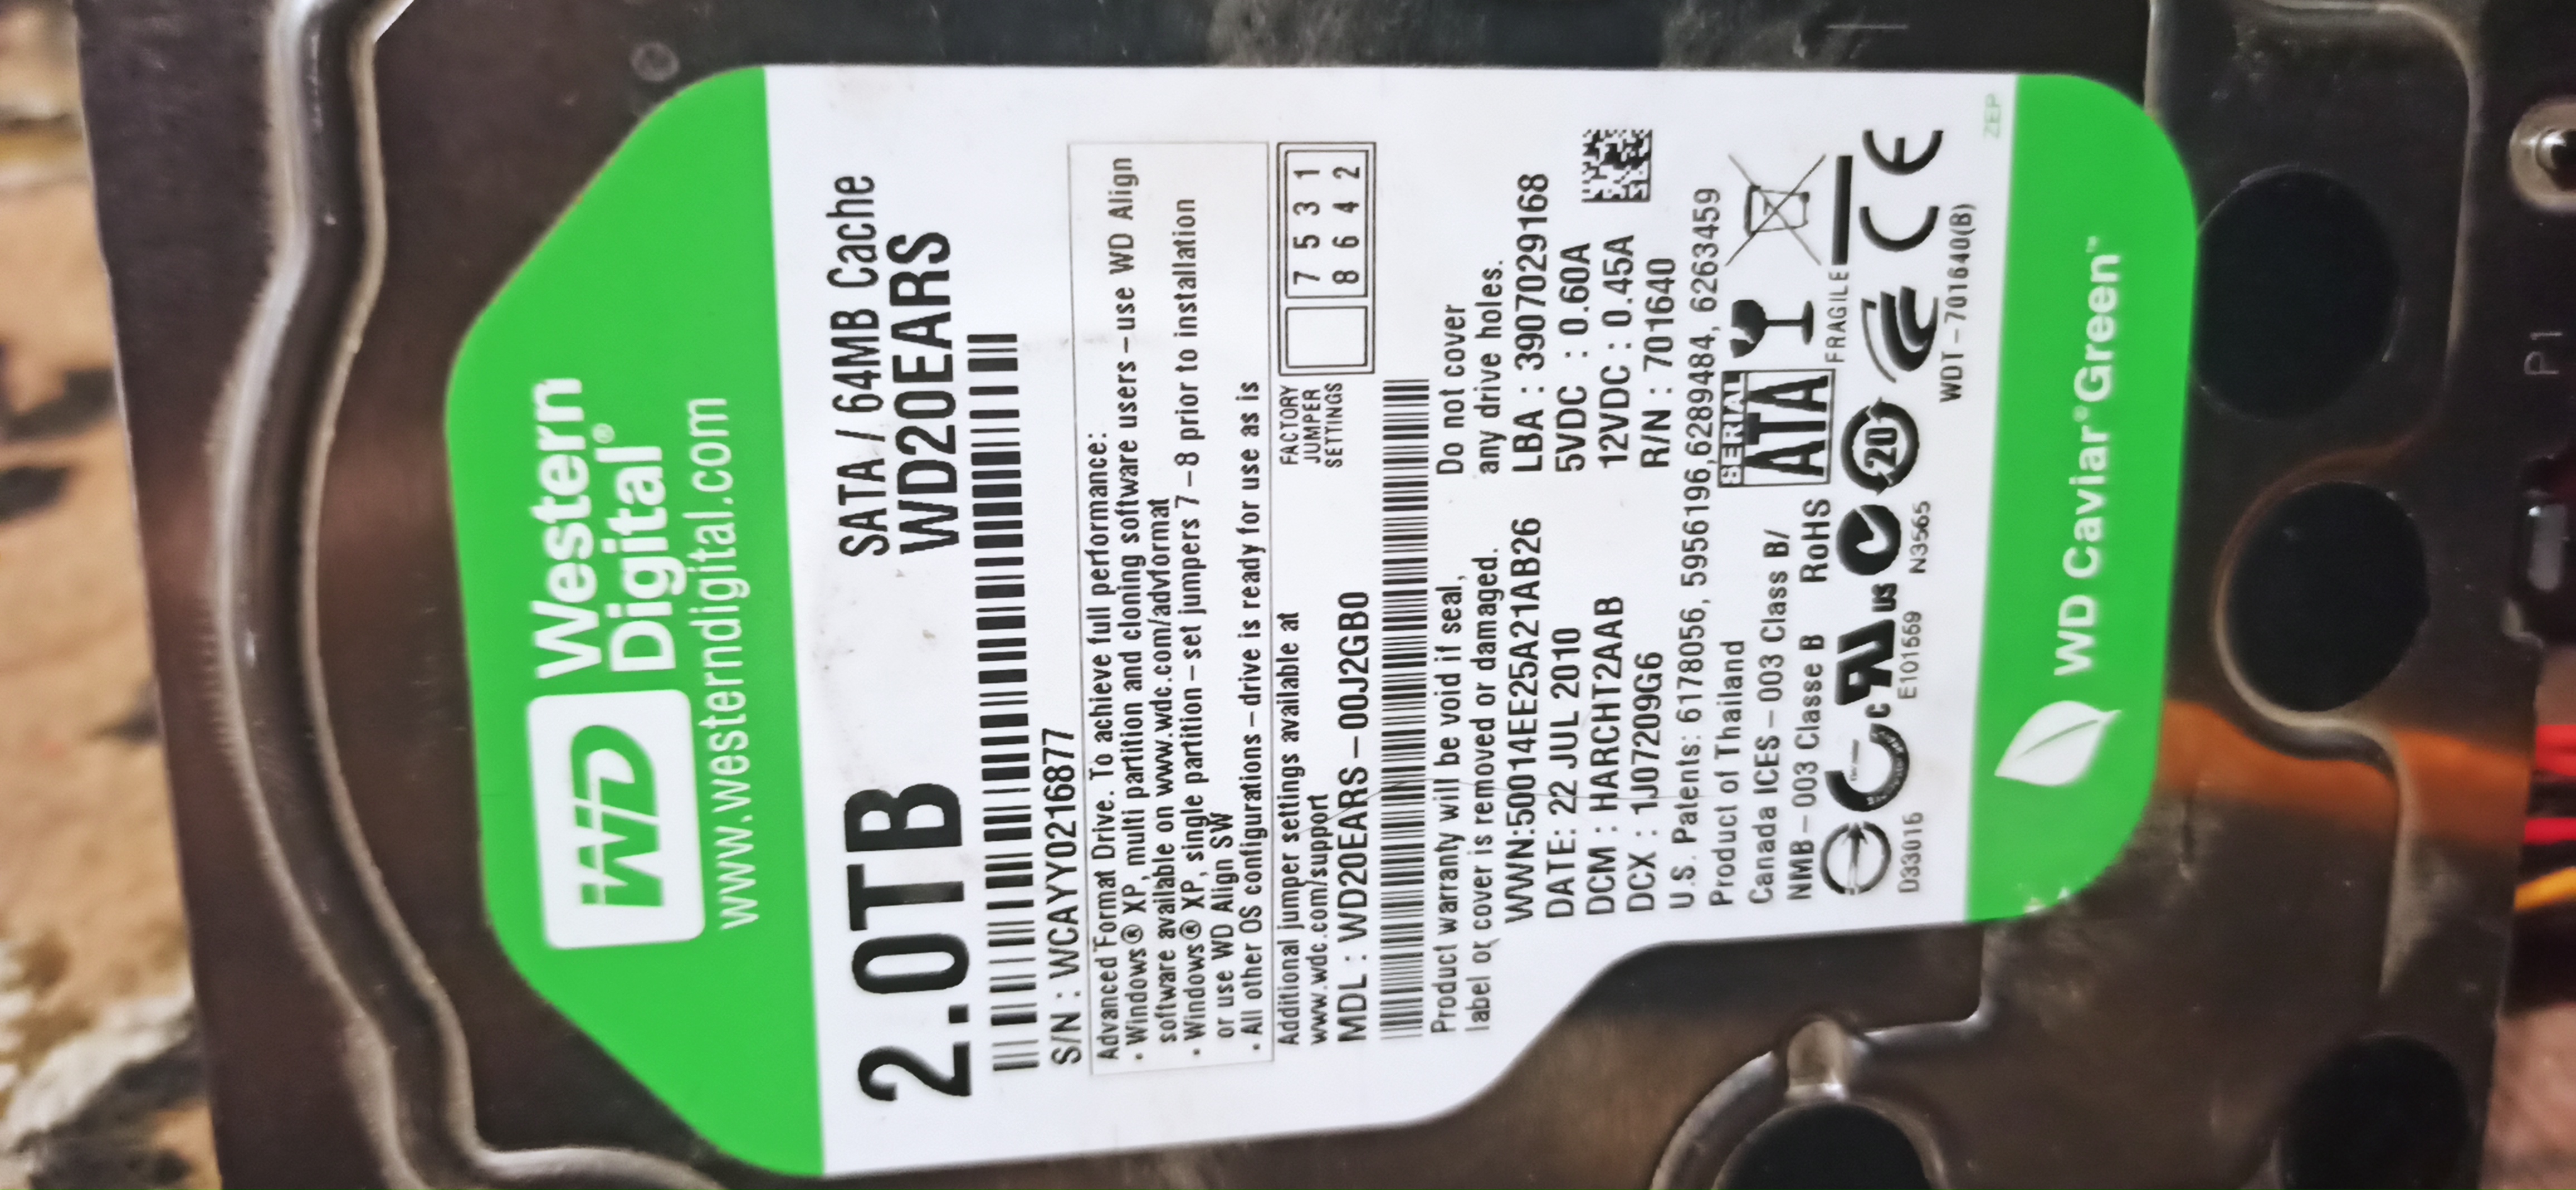 WD Western
Digital®
www.westerndigital.com
2.0TB SATA / 64MB Cache
WD20EARS
S/N : WCAYY0216877
Advanced Format Drive. To achieve full performance:
• Windows® XP, multi partition and cloning software users – use WD Align
software available on www.wdc.com/advformat
• Windows® XP, single partition – set jumpers 7–8 prior to installation
or use WD Align SW
• All other OS configurations – drive is ready for use as is
Additional jumper settings available at
www.wdc.com/support
FACTORY
JUMPER
SETTINGS
7 5 3 1
8 6 4 2
MDL : WD20EARS – 00J2GB0
Product warranty will be void if seal,
label or cover is removed or damaged.
Do not cover
any drive holes.
WWN:50014EE25A21AB26 LBA : 3907029168
DATE: 22 JUL 2010 5VDC : 0.60A
DCM : HARCHT2AAB 12VDC : 0.45A
DCX : 1J07209G6 R/N : 701640
U.S. Patents: 6178056, 5956196,6289484, 6263459
Product of Thailand
Canada ICES – 003 Class B/
NMB – 003 Classe B RoHS
SERIAL
ATA
FRAGILE
c us 20 CE
D33016 E101559 N3565 WDT – 701640(B)
ZEP
WD Caviar® Green™
P1